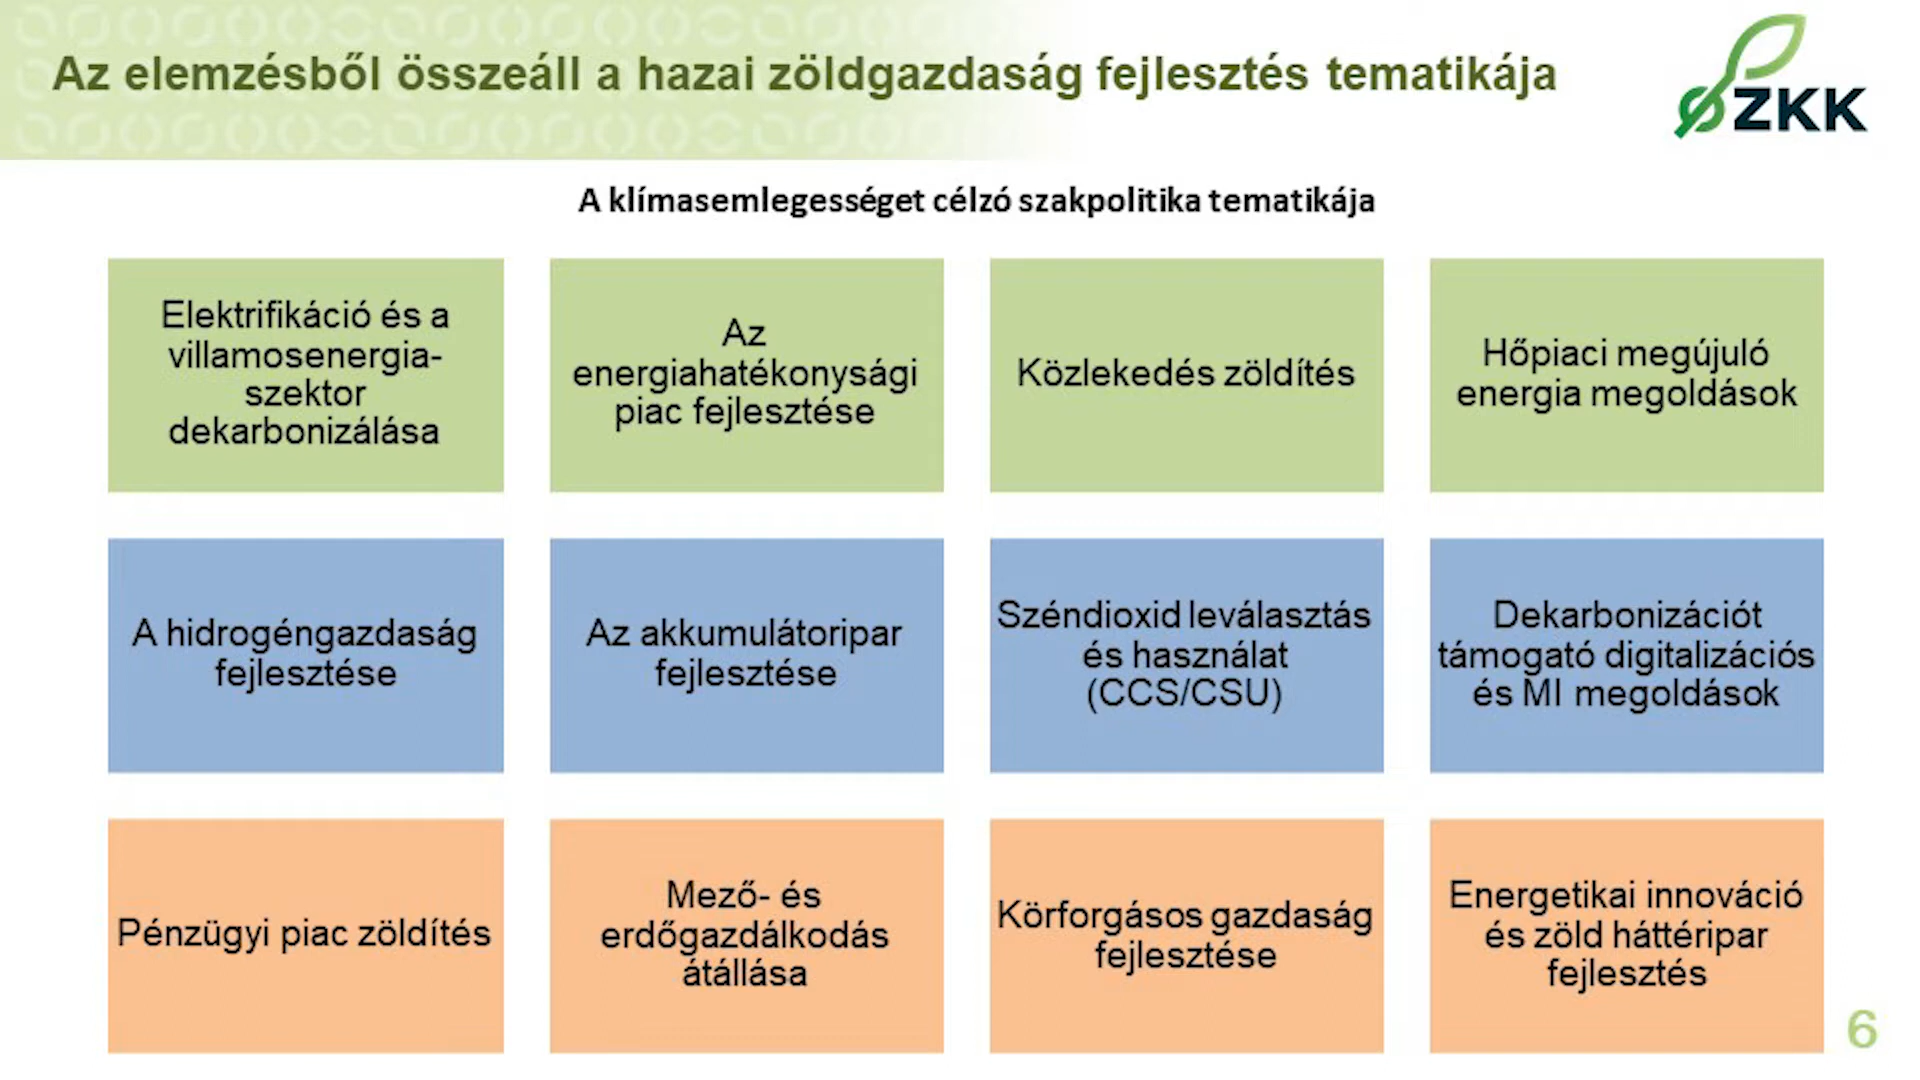 Az elemzésből összeáll a hazai zöldgazdaság fejlesztés tematikája
ZKK
A klímasemlegességet célzó szakpolitika tematikája
Elektrifikáció és a
villamosenergia-
szektor
dekarbonizálása
Az
energiahatékonysági
piac fejlesztése
Közlekedés zöldítés
Hőpiaci megújuló
energia megoldások
A hidrogéngazdaság
fejlesztése
Az akkumulátoripar
fejlesztése
Széndioxid leválasztás
és használat
(CCS/CSU)
Dekarbonizációt
támogató digitalizációs
és MI megoldások
Pénzügyi piac zöldítés
Mező- és
erdőgazdálkodás
átállása
Körforgásos gazdaság
fejlesztése
Energetikai innováció
és zöld háttéripar
fejlesztés
6